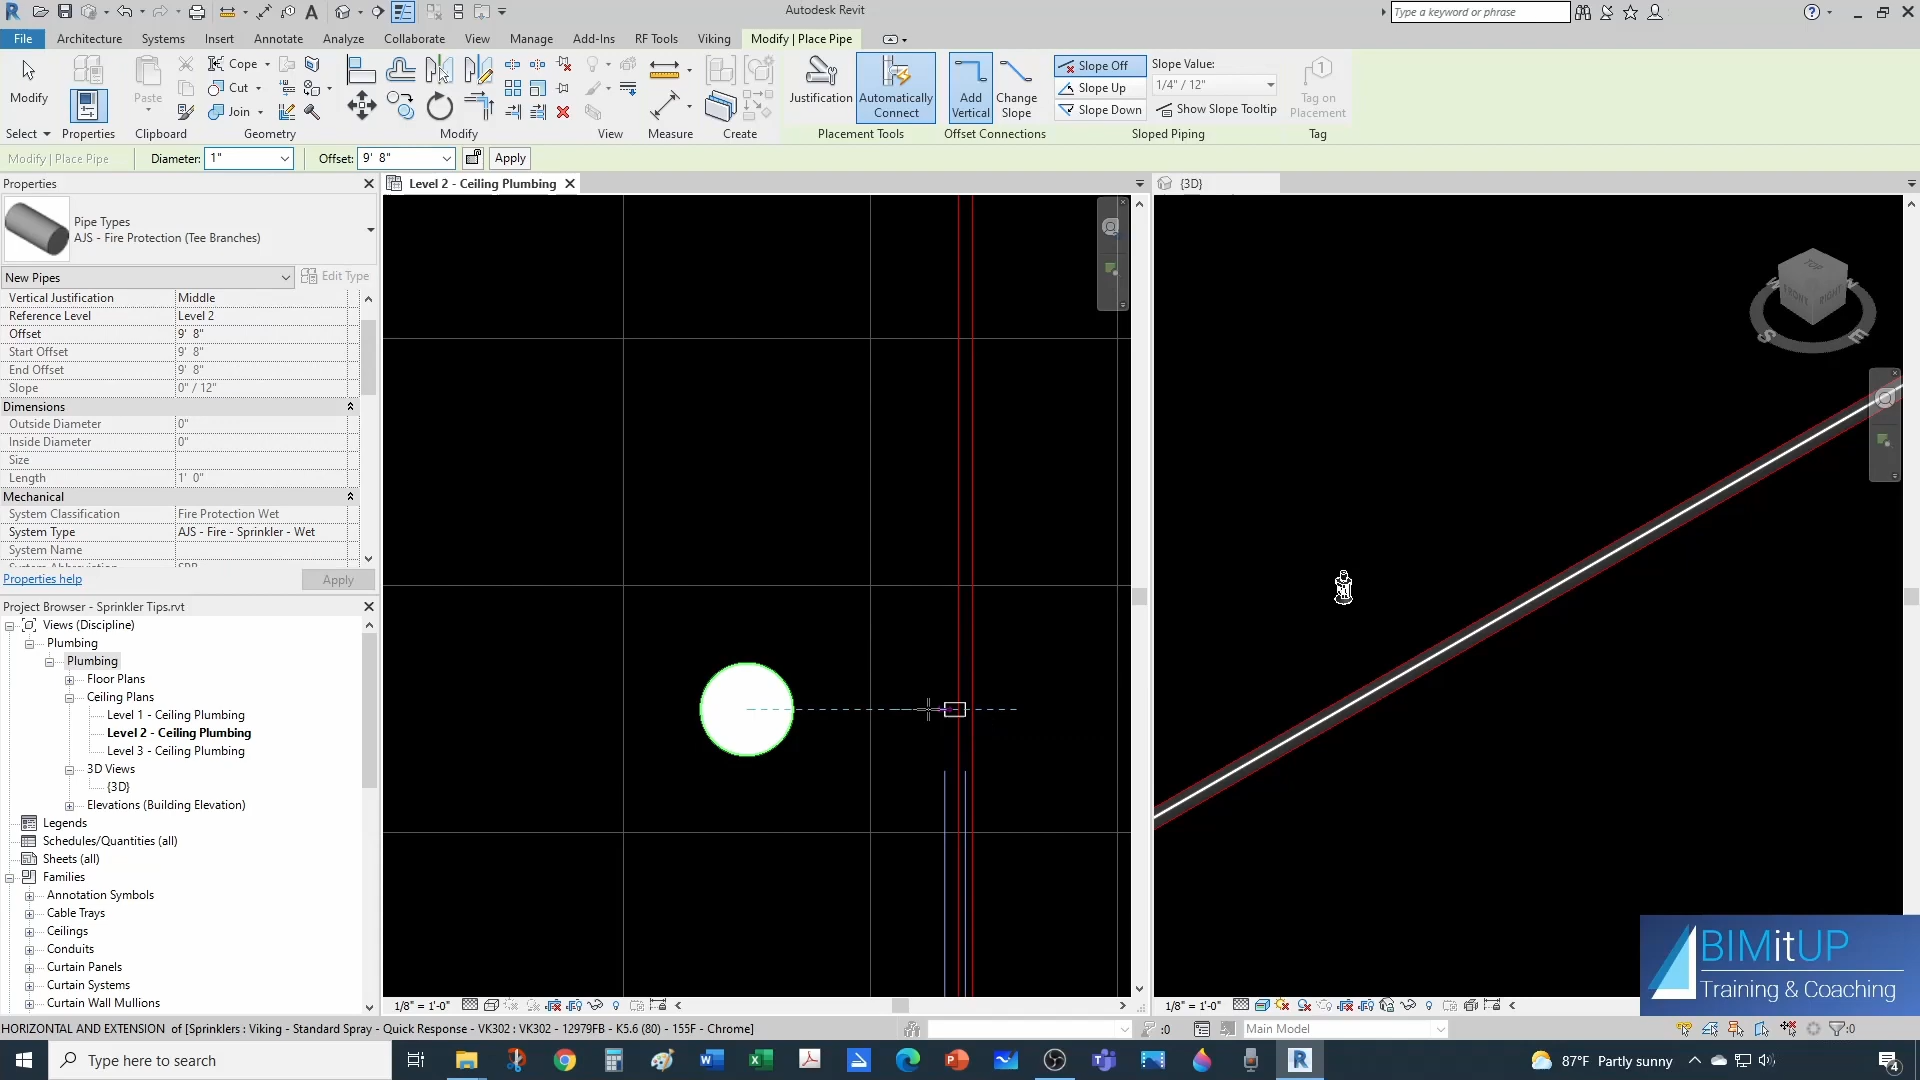 Autodesk Revit
Type a keyword or phrase
File Architecture Systems Insert Annotate Analyze Collaborate View Manage Add-Ins RF Tools Viking Modify | Place Pipe
Modify
Select
Properties
Paste
Clipboard
Cope
Cut
Join
Geometry
Modify
View
Measure
Create
Justification
Automatically
Connect
Placement Tools
Add
Vertical
Change
Slope
Offset Connections
Slope Off
Slope Up
Slope Down
Slope Value:
1/4" / 12"
Show Slope Tooltip
Sloped Piping
Tag on
Placement
Tag
Modify | Place Pipe
Diameter: 1"
Offset: 9' 8"
Apply
Properties
Pipe Types
AJS - Fire Protection (Tee Branches)
New Pipes
Edit Type
Vertical Justification Middle
Reference Level Level 2
Offset 9' 8"
Start Offset 9' 8"
End Offset 9' 8"
Slope 0" / 12"
Dimensions
Outside Diameter 0"
Inside Diameter 0"
Size
Length 1' 0"
Mechanical
System Classification Fire Protection Wet
System Type AJS - Fire - Sprinkler - Wet
System Name
Properties help
Apply
Project Browser - Sprinkler Tips.rvt
Views (Discipline)
Plumbing
Plumbing
Floor Plans
Ceiling Plans
Level 1 - Ceiling Plumbing
Level 2 - Ceiling Plumbing
Level 3 - Ceiling Plumbing
3D Views
{3D}
Elevations (Building Elevation)
Legends
Schedules/Quantities (all)
Sheets (all)
Families
Annotation Symbols
Cable Trays
Ceilings
Conduits
Curtain Panels
Curtain Systems
Curtain Wall Mullions
Level 2 - Ceiling Plumbing
{3D}
TOP
FRONT
RIGHT
S
E
1/8" = 1'-0"
1/8" = 1'-0"
BIMitUP
Training & Coaching
HORIZONTAL AND EXTENSION of [Sprinklers : Viking - Standard Spray - Quick Response - VK302 : VK302 - 12979FB - K5.6 (80) - 155F - Chrome]
:0
Main Model
:0
Type here to search
87°F Partly sunny
4